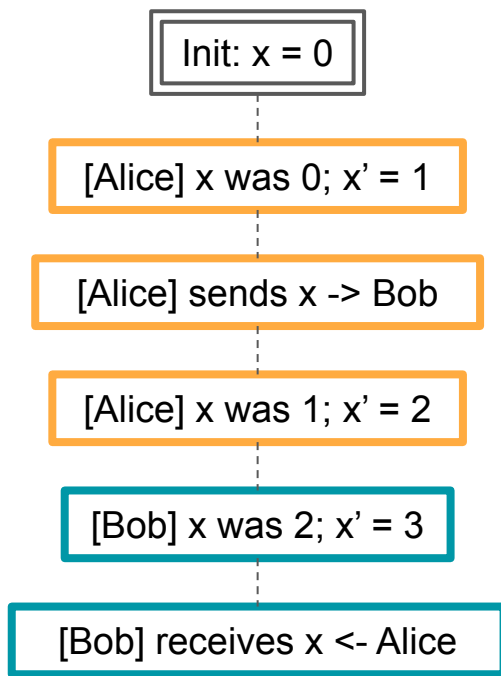 Init: x = 0
[Alice] x was 0; x’ = 1
[Alice] sends x -> Bob
[Alice] x was 1; x’ = 2
[Bob] x was 2; x’ = 3
[Bob] receives x <- Alice